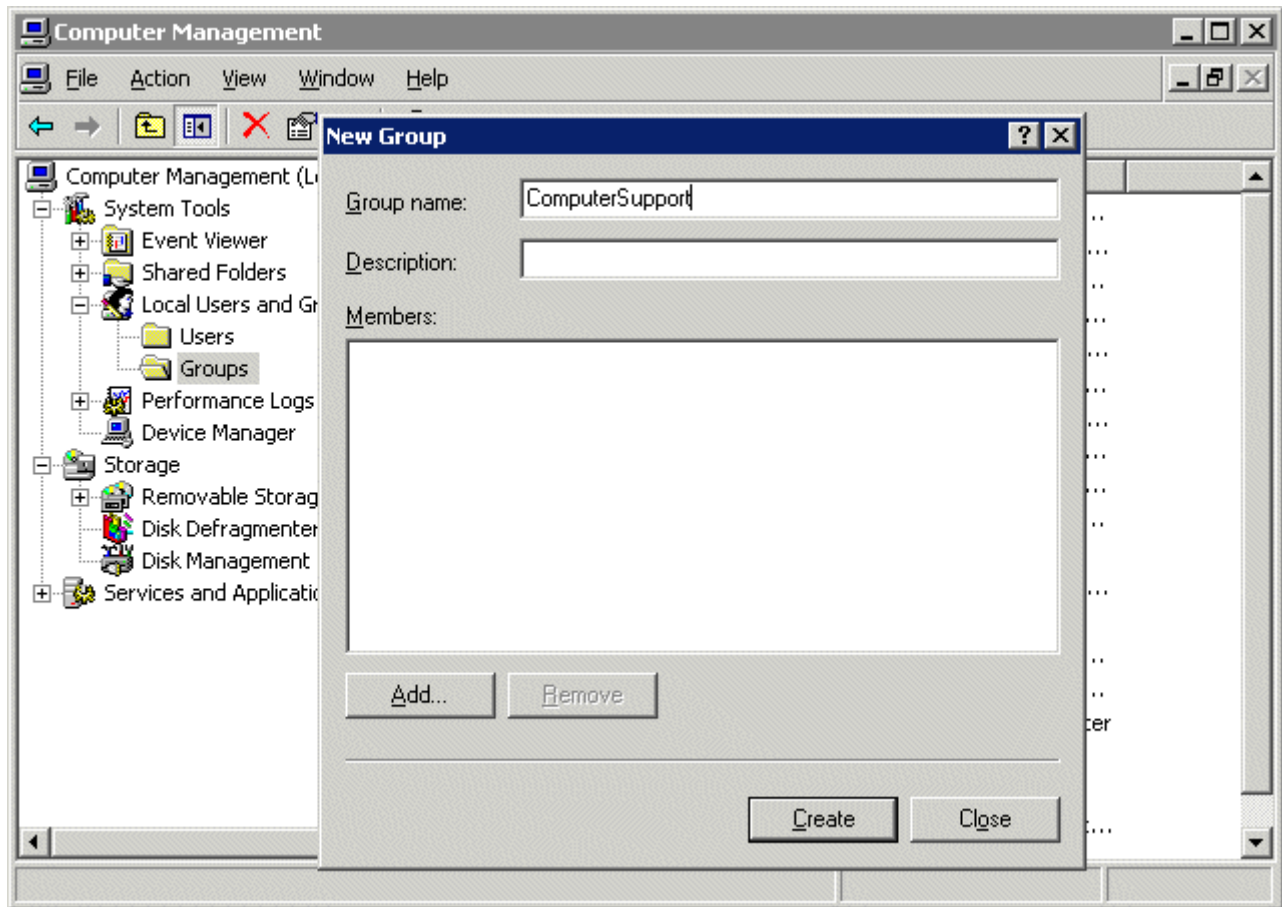 Computer Management
File Action View Window Help
New Group
Computer Management (L
System Tools
Event Viewer
Shared Folders
Local Users and Gr
Users
Groups
Performance Logs
Device Manager
Storage
Removable Storag
Disk Defragmenter
Disk Management
Services and Applicatio
Group name: ComputerSupport
Description:
Members:
Add... Remove
Create Close
..
...
..
...
...
...
...
...
...
..
...
..
..
ter
...